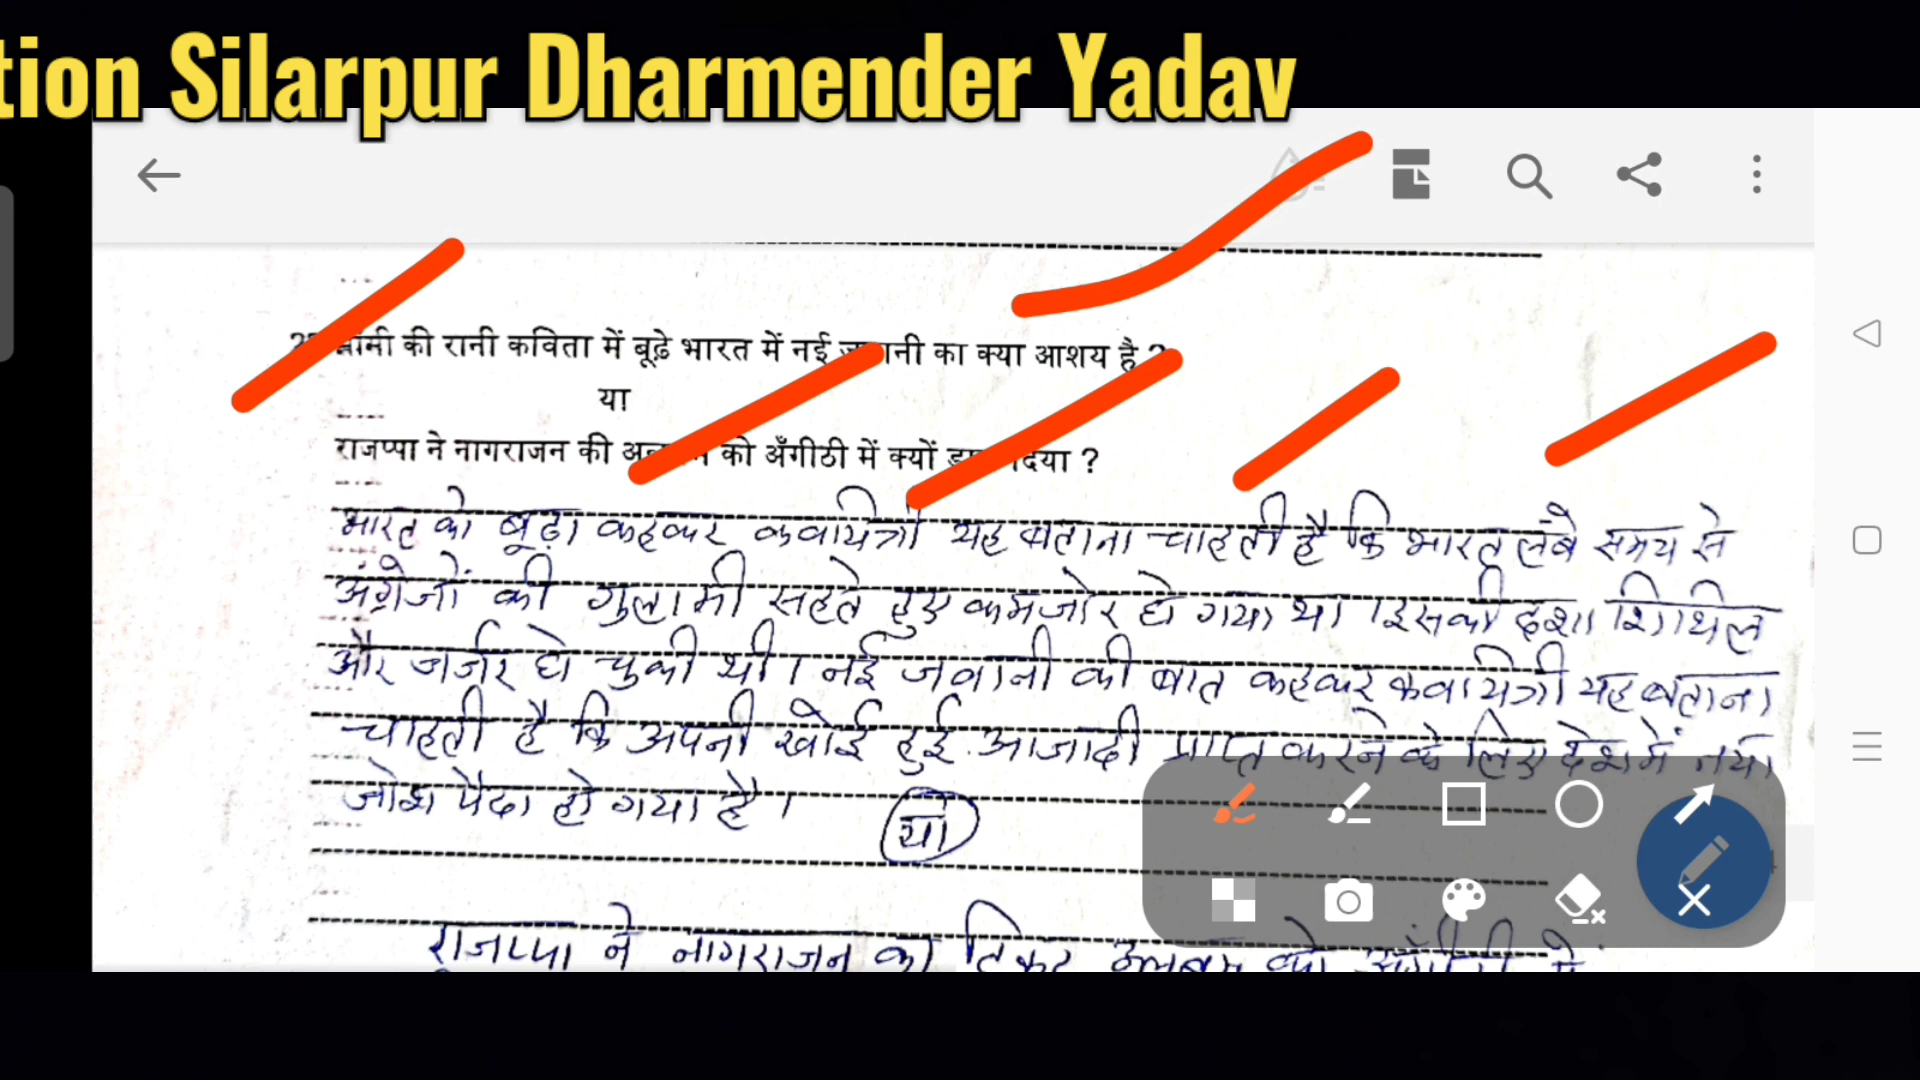 tion Silarpur Dharmender Yadav
की रानी कविता में बूढ़े भारत में नई जवानी का क्या आशय है ?
या
राजप्पा ने नागराजन की को अँगीठी में क्यों दिया ?
भारत को बूढ़ा कहकर कवयित्री यह बताना चाहती है कि भारत लंबे समय से
अंग्रेजों की गुलामी सहते हुए कमजोर हो गया था । इसकी दशा शिथिल
और जर्जर हो चुकी थी । नई जवानी की बात कहकर कवयित्री यह बताना
चाहती है कि अपनी खोई हुई आजादी प्राप्त करने के लिए देश में नया
जोश पैदा हो गया है ।
या
राजप्पा ने नागराजन का टिकट अलबम को अँगीठी में